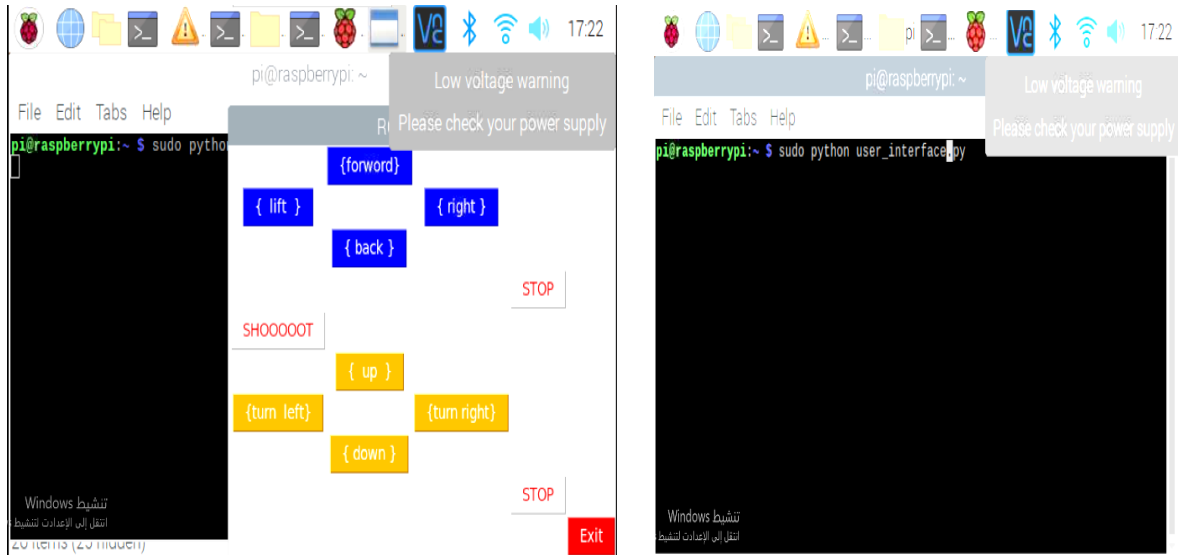 17:22
pi@raspberrypi: ~
Low voltage warning
Please check your power supply
File Edit Tabs Help
pi@raspberrypi:~ $ sudo python
{forword}
{ lift }
{ right }
{ back }
STOP
SHOOOOOT
{ up }
{turn left}
{turn right}
{ down }
STOP
Exit
تنشيط Windows
انتقل إلى الإعدادت لتنشيط
17:22
pi@raspberrypi: ~
Low voltage warning
Please check your power supply
File Edit Tabs Help
pi@raspberrypi:~ $ sudo python user_interface.py
تنشيط Windows
انتقل إلى الإعدادت لتنشيط